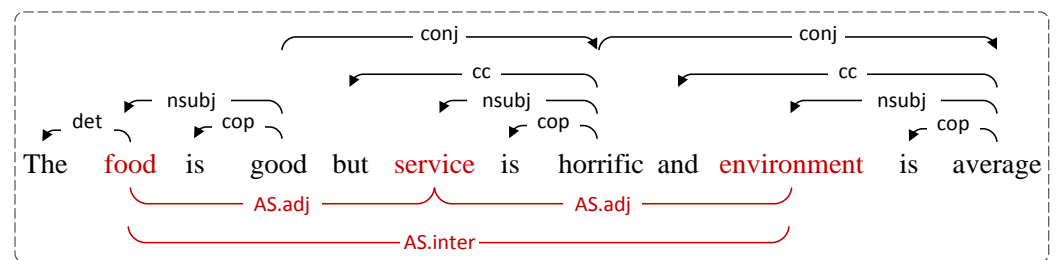 conj conj
cc cc
nsubj nsubj nsubj
det cop cop cop
The food is good but service is horrific and environment is average
AS.adj AS.adj
AS.inter